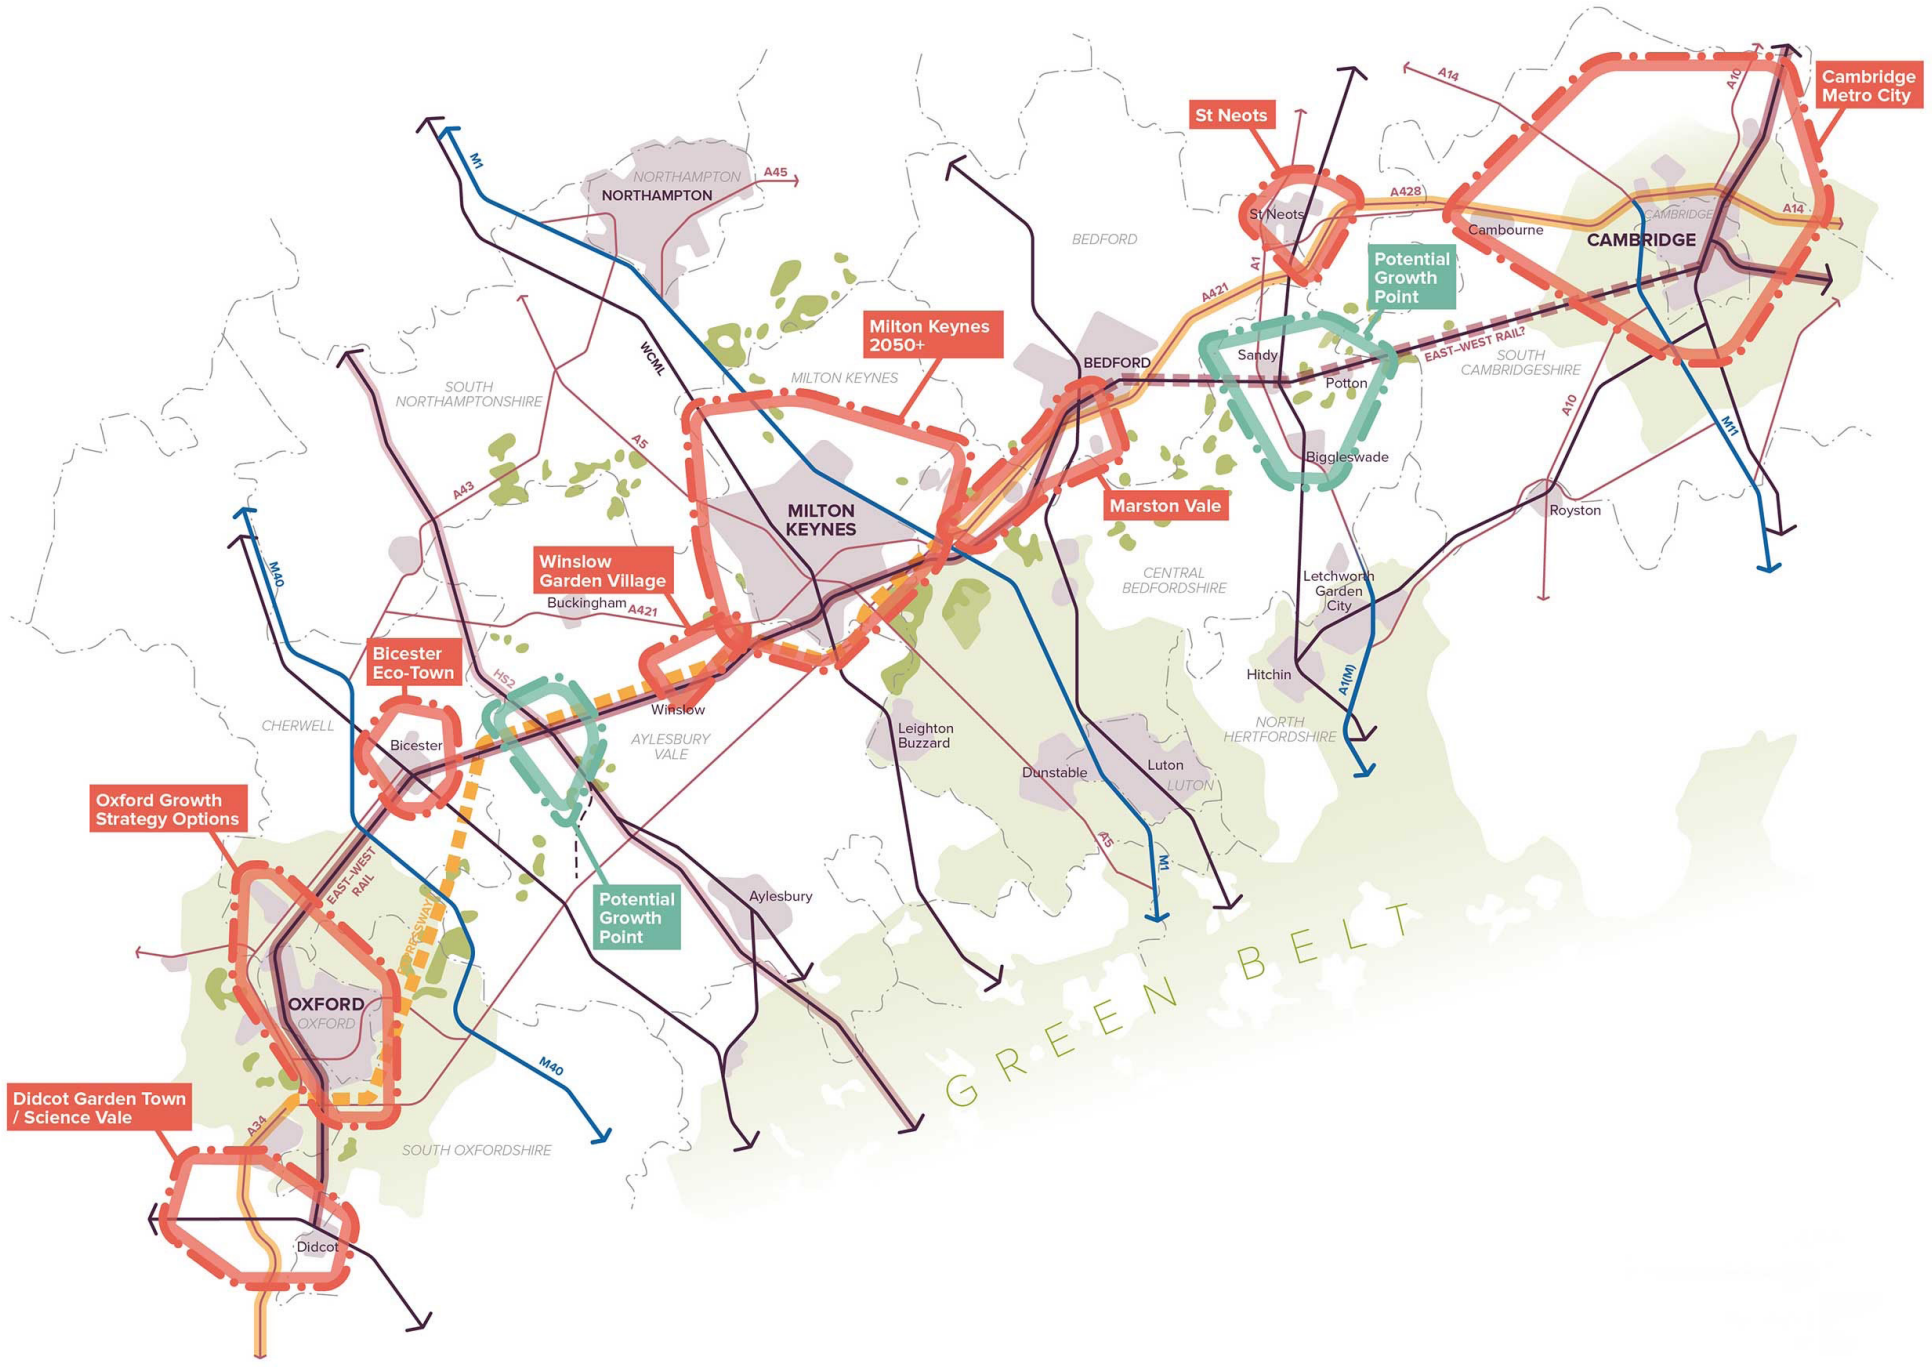 Cambridge
Metro City
A10
A14
St Neots
M1
NORTHAMPTON
NORTHAMPTON
A45
A428
St Neots
A14
CAMBRIDGE
CAMBRIDGE
Cambourne
BEDFORD
A1
Potential
Growth
Point
A421
Milton Keynes
2050+
WCML
BEDFORD
Sandy
EAST–WEST RAIL?
SOUTH
CAMBRIDGESHIRE
MILTON KEYNES
Potton
SOUTH
NORTHAMPTONSHIRE
A10
M11
A5
Biggleswade
A43
Marston Vale
MILTON
KEYNES
Royston
Winslow
Garden Village
M40
CENTRAL
BEDFORDSHIRE
Letchworth
Garden
City
Buckingham
A421
Bicester
Eco-Town
HS2
Hitchin
A1(M)
Winslow
CHERWELL
NORTH
HERTFORDSHIRE
Leighton
Buzzard
AYLESBURY
VALE
Bicester
Luton
Dunstable
LUTON
Oxford Growth
Strategy Options
A5
M1
EAST–WEST
RAIL
Aylesbury
Potential
Growth
Point
EXPRESSWAY
GREEN BELT
OXFORD
OXFORD
M40
Didcot Garden Town
/ Science Vale
A34
SOUTH OXFORDSHIRE
Didcot